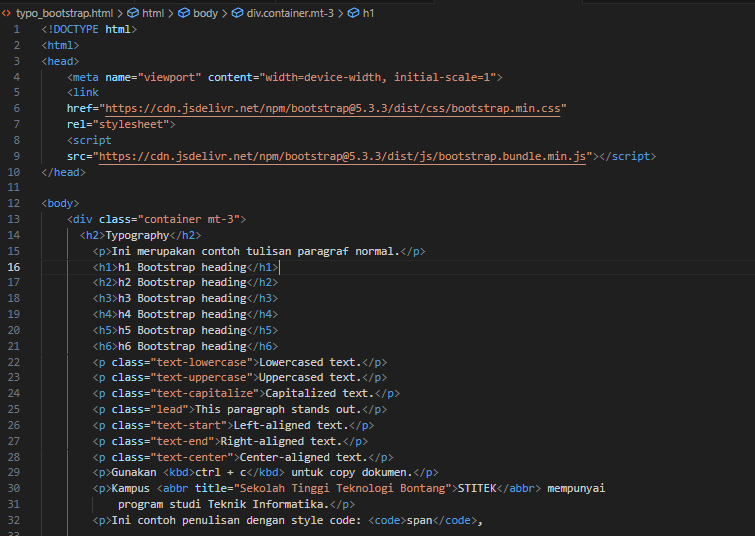 typo_bootstrap.html > html > body > div.container.mt-3 > h1
1 <!DOCTYPE html>
2 <html>
3 <head>
4     <meta name="viewport" content="width=device-width, initial-scale=1">
5     <link
6     href="https://cdn.jsdelivr.net/npm/bootstrap@5.3.3/dist/css/bootstrap.min.css"
7     rel="stylesheet">
8     <script
9     src="https://cdn.jsdelivr.net/npm/bootstrap@5.3.3/dist/js/bootstrap.bundle.min.js"></script>
10 </head>
11
12 <body>
13     <div class="container mt-3">
14       <h2>Typography</h2>
15         <p>Ini merupakan contoh tulisan paragraf normal.</p>
16         <h1>h1 Bootstrap heading</h1>
17         <h2>h2 Bootstrap heading</h2>
18         <h3>h3 Bootstrap heading</h3>
19         <h4>h4 Bootstrap heading</h4>
20         <h5>h5 Bootstrap heading</h5>
21         <h6>h6 Bootstrap heading</h6>
22         <p class="text-lowercase">Lowercased text.</p>
23         <p class="text-uppercase">Uppercased text.</p>
24         <p class="text-capitalize">Capitalized text.</p>
25         <p class="lead">This paragraph stands out.</p>
26         <p class="text-start">Left-aligned text.</p>
27         <p class="text-end">Right-aligned text.</p>
28         <p class="text-center">Center-aligned text.</p>
29         <p>Gunakan <kbd>ctrl + c</kbd> untuk copy dokumen.</p>
30         <p>Kampus <abbr title="Sekolah Tinggi Teknologi Bontang">STITEK</abbr> mempunyai
31             program studi Teknik Informatika.</p>
32         <p>Ini contoh penulisan dengan style code: <code>span</code>,